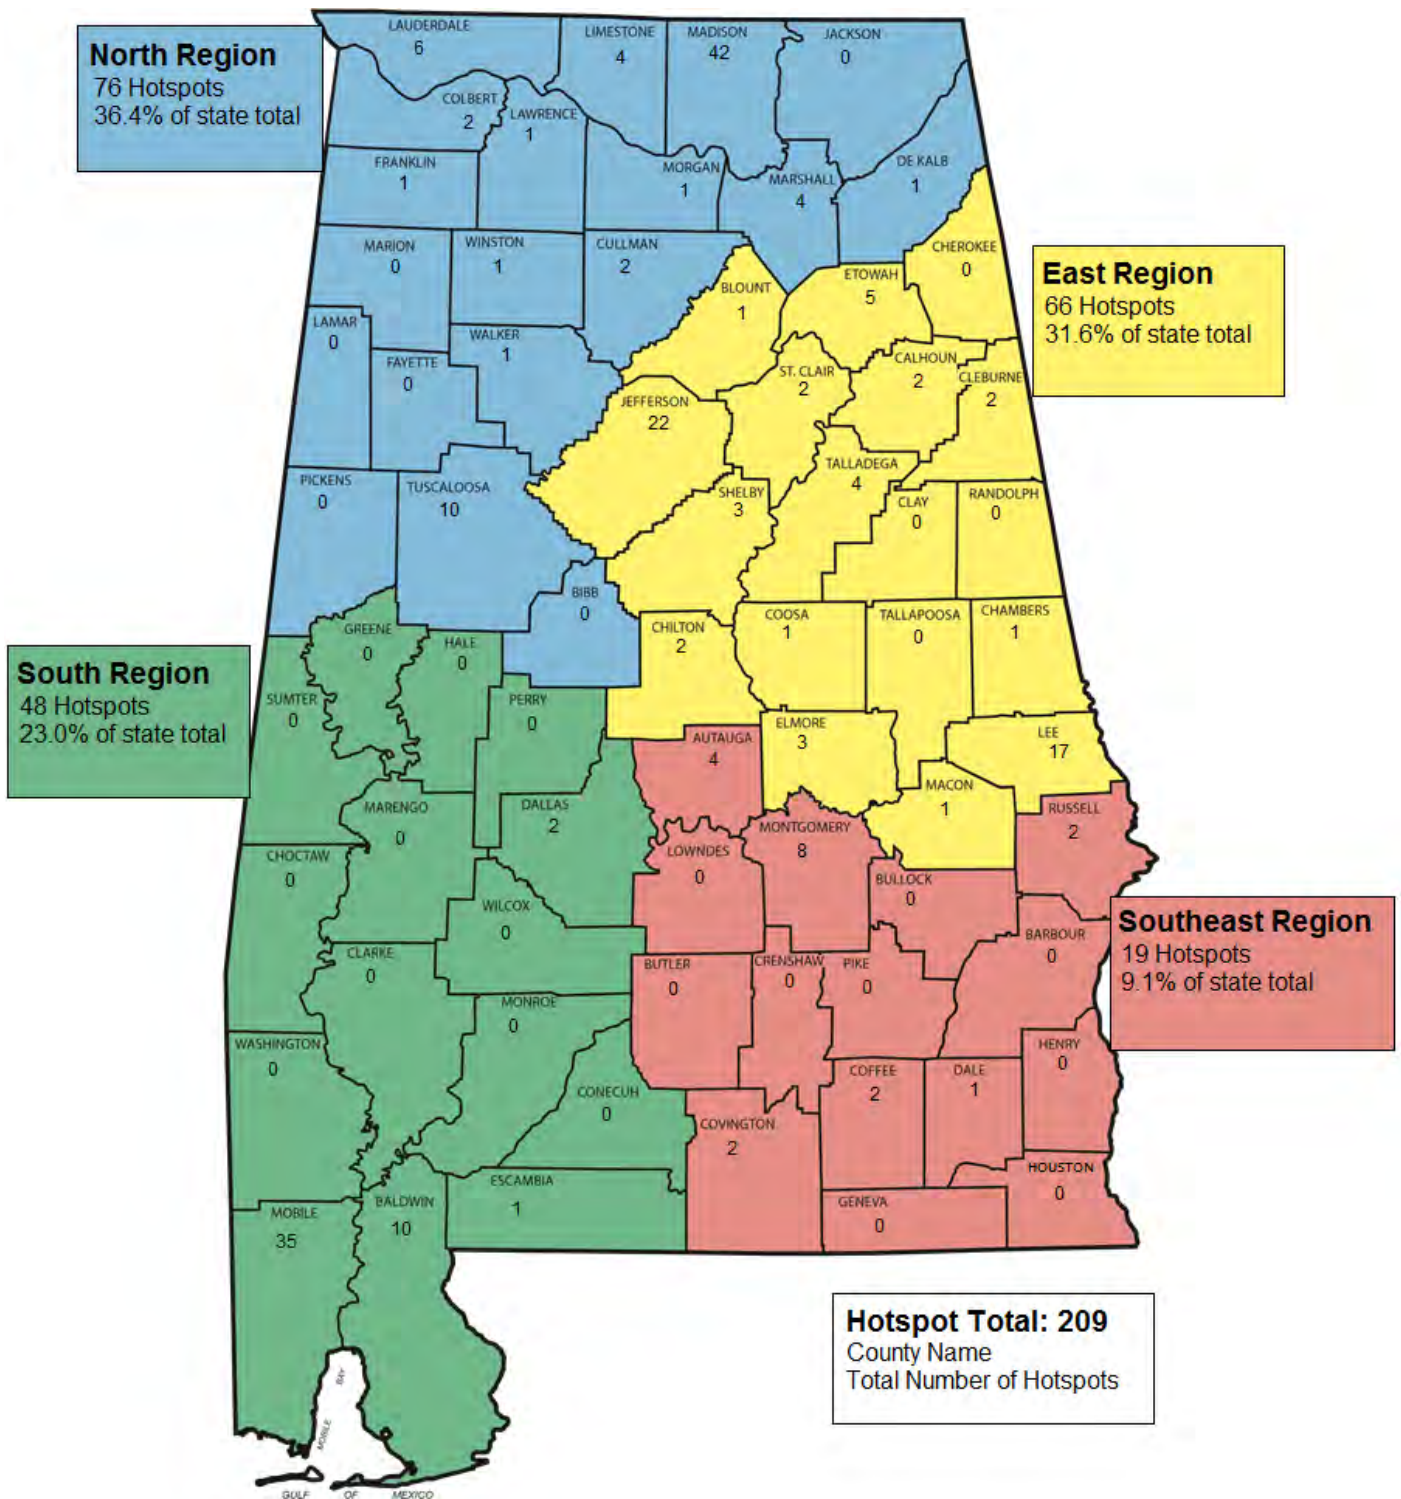 LAUDERDALE
6
LIMESTONE
4
MADISON
42
JACKSON
0
North Region
76 Hotspots
36.4% of state total
COLBERT
2
LAWRENCE
1
FRANKLIN
1
MORGAN
1
MARSHALL
4
DE KALB
1
MARION
0
WINSTON
1
CULLMAN
2
CHEROKEE
0
BLOUNT
1
ETOWAH
5
East Region
66 Hotspots
31.6% of state total
LAMAR
0
FAYETTE
0
WALKER
1
ST. CLAIR
2
CALHOUN
2
CLEBURNE
2
JEFFERSON
22
PICKENS
0
TUSCALOOSA
10
SHELBY
3
TALLADEGA
4
CLAY
0
RANDOLPH
0
BIBB
0
CHILTON
2
COOSA
1
TALLAPOOSA
0
CHAMBERS
1
GREENE
0
HALE
0
South Region
48 Hotspots
23.0% of state total
SUMTER
0
PERRY
0
AUTAUGA
4
ELMORE
3
LEE
17
MACON
1
MARENGO
0
DALLAS
2
LOWNDES
0
MONTGOMERY
8
BULLOCK
0
RUSSELL
2
CHOCTAW
0
WILCOX
0
Southeast Region
19 Hotspots
9.1% of state total
CLARKE
0
BUTLER
0
CRENSHAW
0
PIKE
0
BARBOUR
0
WASHINGTON
0
MONROE
0
CONECUH
0
COVINGTON
2
COFFEE
2
DALE
1
HENRY
0
HOUSTON
0
MOBILE
35
BALDWIN
10
ESCAMBIA
1
GENEVA
0
Hotspot Total: 209
County Name
Total Number of Hotspots
MOBILE BAY
GULF OF MEXICO